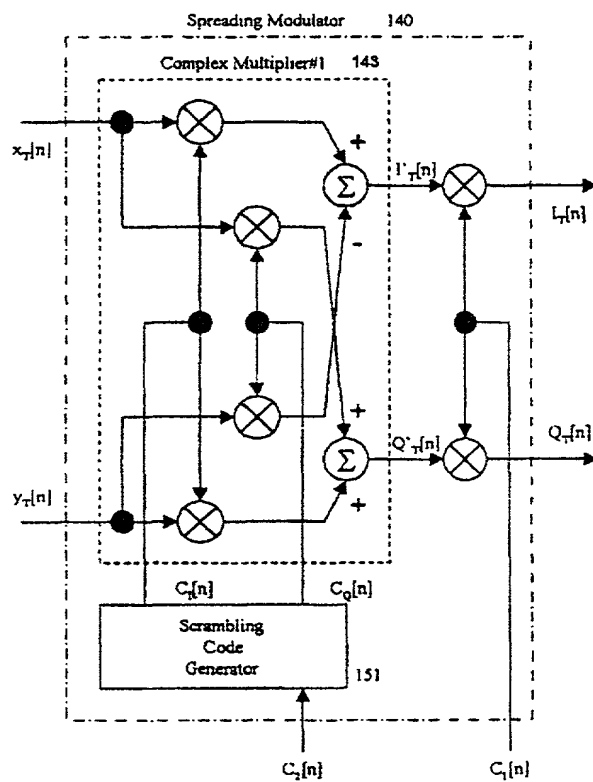 Spreading Modulator 140
Complex Multiplier#1 143
x_T[n]
+
Σ
I`_T[n]
I_T[n]
-
+
Σ
Q`_T[n]
Q_T[n]
+
y_T[n]
C_I[n]
C_Q[n]
Scrambling
Code
Generator
151
C_2[n]
C_1[n]